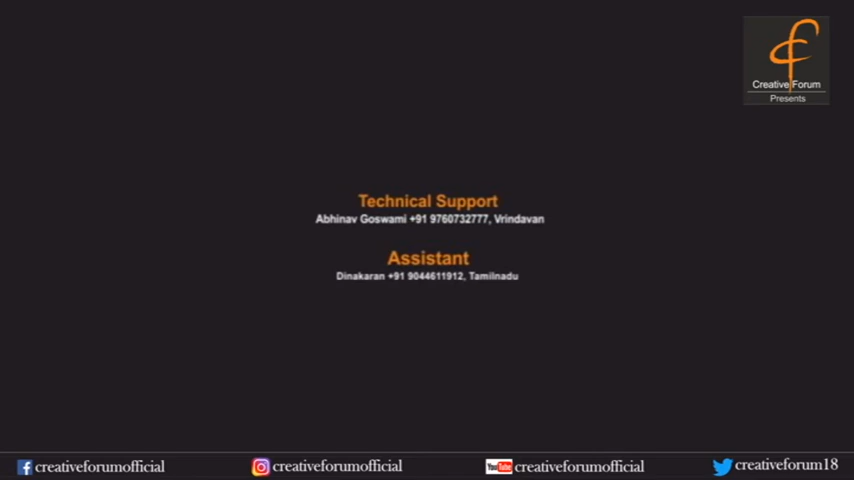 Creative Forum
Presents
Technical Support
Abhinav Goswami +91 9760732777, Vrindavan
Assistant
Dinakaran +91 9044611912, Tamilnadu
creativeforumofficial
creativeforumofficial
YouTube creativeforumofficial
creativeforum18